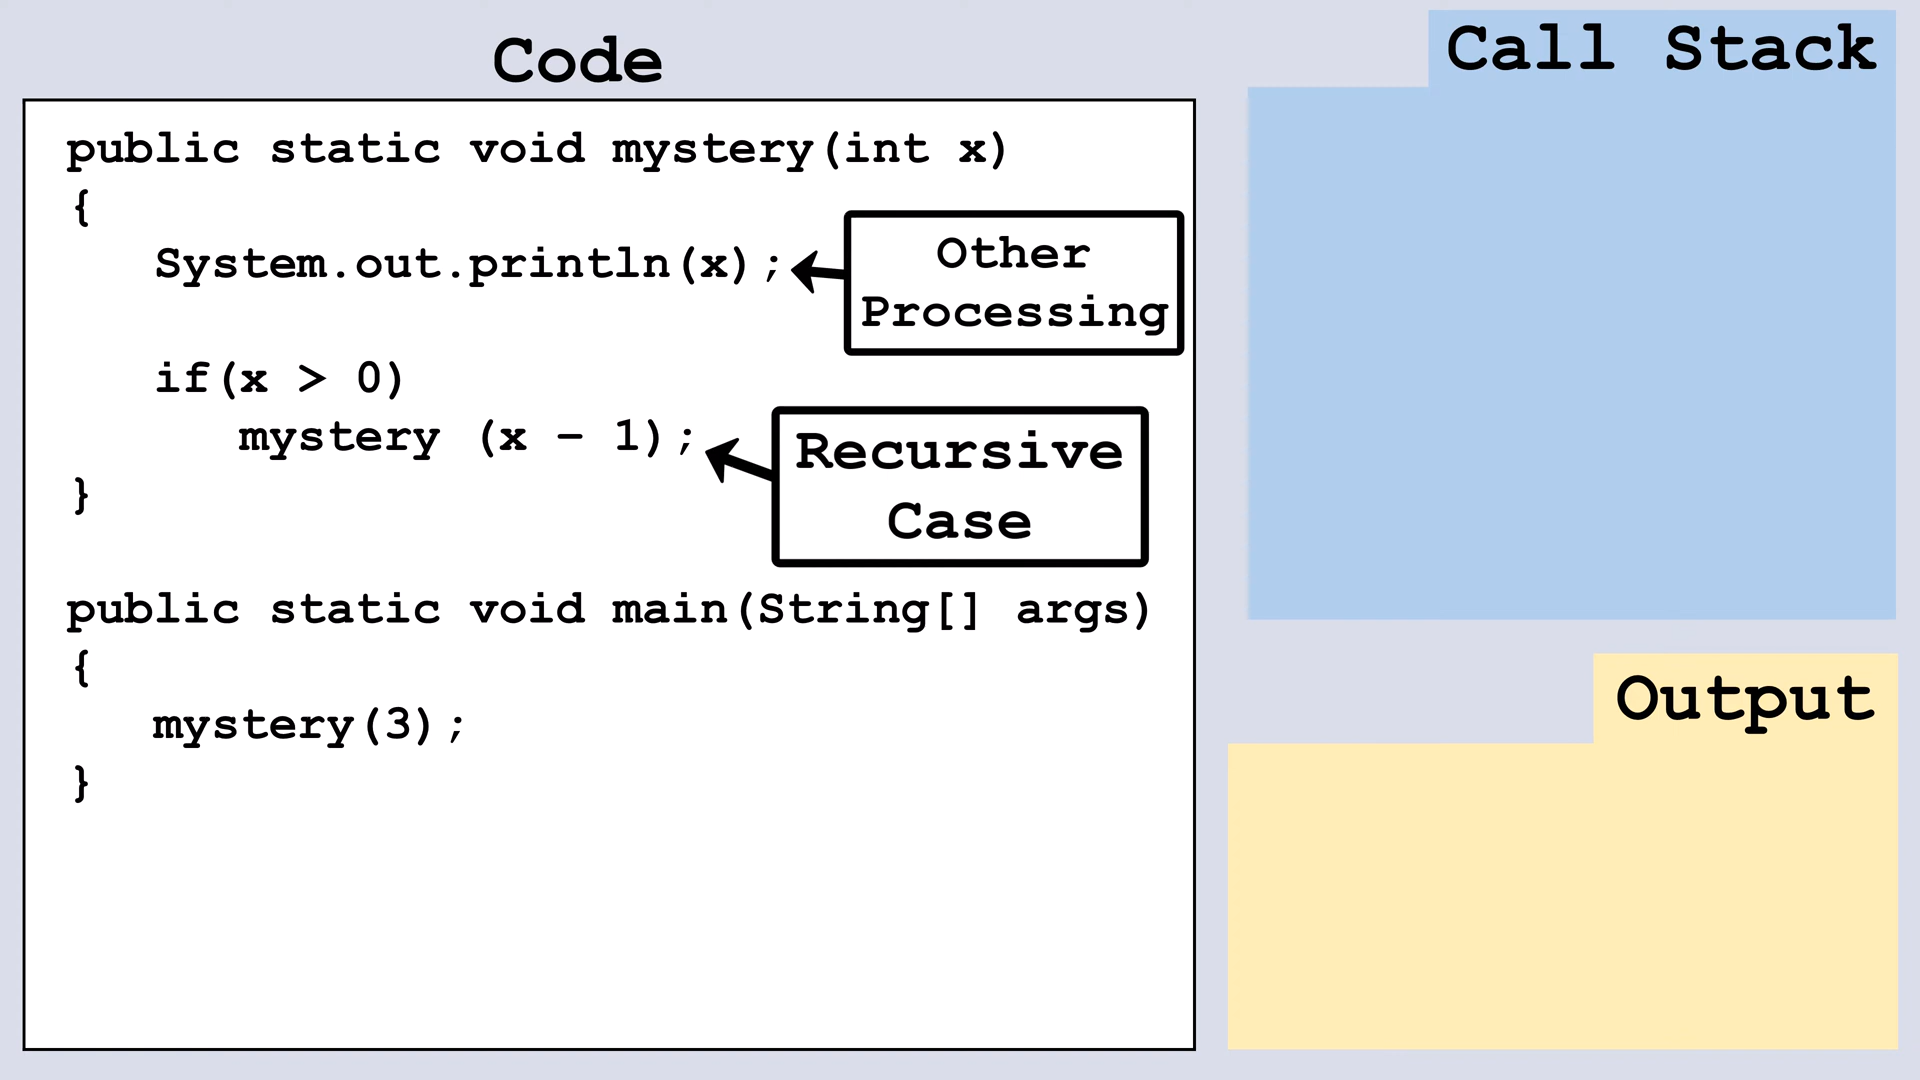 Code
public static void mystery(int x)
{
System.out.println(x);
if(x > 0)
mystery (x – 1);
}
public static void main(String[] args)
{
mystery(3);
}
Other
Processing
Recursive
Case
Call Stack
Output